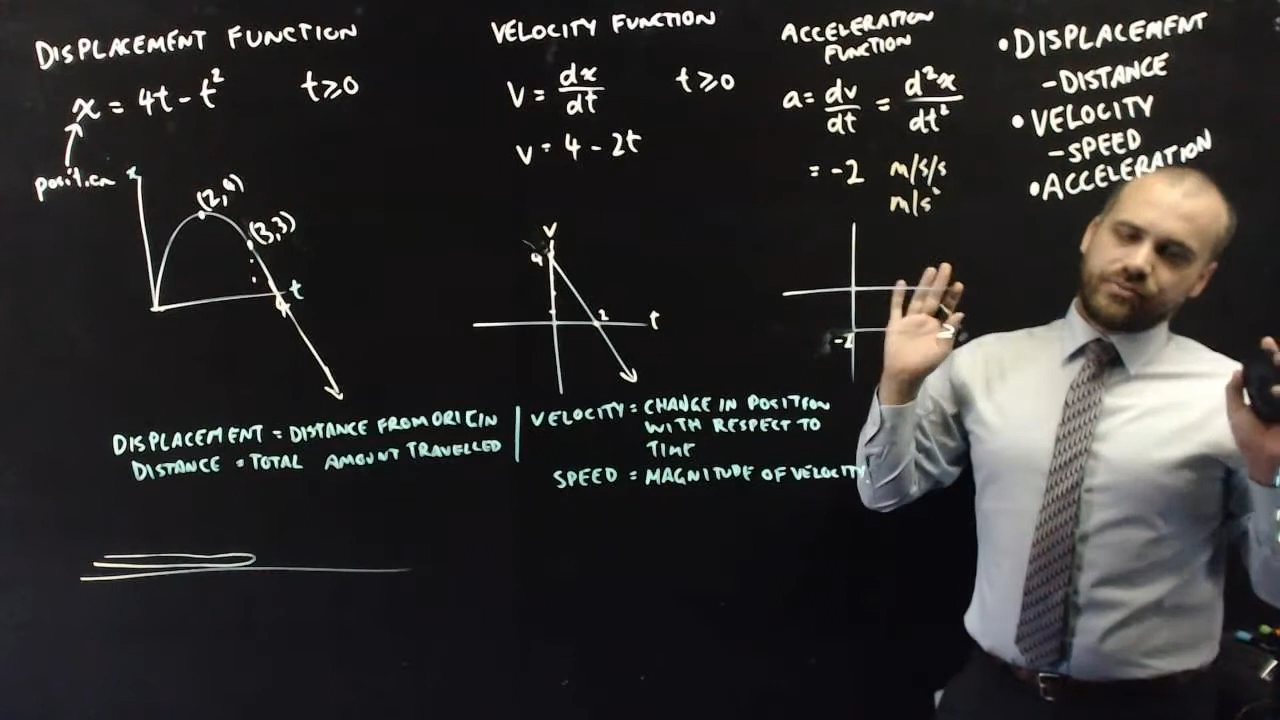 DISPLACEMENT FUNCTION
x = 4t - t²    t ≥ 0
position
x
(2,4)
(3,3)
t
4
VELOCITY FUNCTION
v = dx/dt    t ≥ 0
v = 4 - 2t
v
4
2
t
ACCELERATION
FUNCTION
a = dv/dt = d²x/dt²
= -2 m/s/s
m/s²
-2
• DISPLACEMENT
- DISTANCE
• VELOCITY
- SPEED
• ACCELERATION
DISPLACEMENT = DISTANCE FROM ORIGIN
DISTANCE = TOTAL AMOUNT TRAVELLED
VELOCITY = CHANGE IN POSITION
WITH RESPECT TO
TIME
SPEED = MAGNITUDE OF VELOCITY